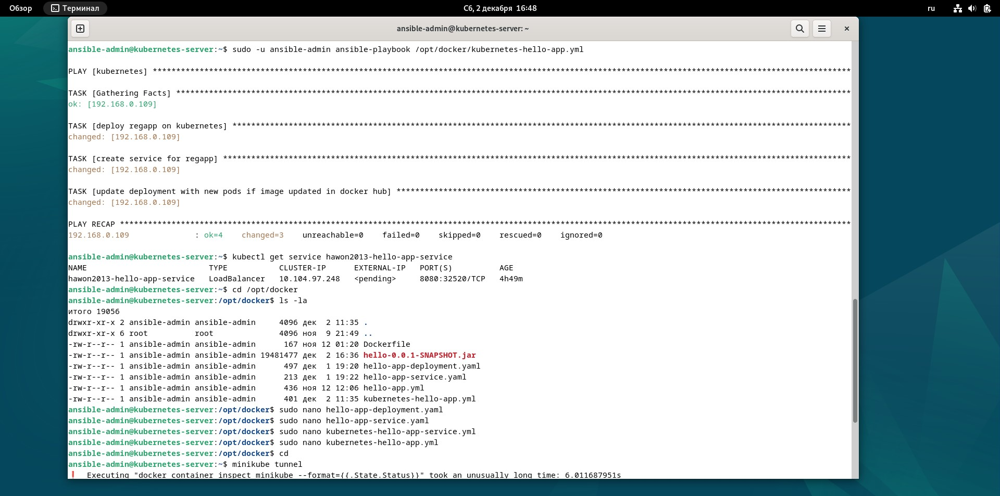 Обзор Терминал Сб, 2 декабря 16:48 ru
ansible-admin@kubernetes-server: ~
ansible-admin@kubernetes-server:~$ sudo -u ansible-admin ansible-playbook /opt/docker/kubernetes-hello-app.yml
PLAY [kubernetes] *****************************************************************************************************************************************************
TASK [Gathering Facts] ************************************************************************************************************************************************
ok: [192.168.0.109]
TASK [deploy regapp on kubernetes] ************************************************************************************************************************************
changed: [192.168.0.109]
TASK [create service for regapp] **************************************************************************************************************************************
changed: [192.168.0.109]
TASK [update deployment with new pods if image updated in docker hub] *************************************************************************************************
changed: [192.168.0.109]
PLAY RECAP ************************************************************************************************************************************************************
192.168.0.109              : ok=4    changed=3    unreachable=0    failed=0    skipped=0    rescued=0    ignored=0
ansible-admin@kubernetes-server:~$ kubectl get service hawon2013-hello-app-service
NAME                          TYPE           CLUSTER-IP      EXTERNAL-IP   PORT(S)          AGE
hawon2013-hello-app-service   LoadBalancer   10.104.97.248   <pending>     8080:32520/TCP   4h49m
ansible-admin@kubernetes-server:~$ cd /opt/docker
ansible-admin@kubernetes-server:/opt/docker$ ls -la
итого 19056
drwxr-xr-x 2 ansible-admin ansible-admin     4096 дек  2 11:35 .
drwxr-xr-x 6 root          root              4096 ноя  9 21:49 ..
-rw-r--r-- 1 ansible-admin ansible-admin      167 ноя 12 01:20 Dockerfile
-rw-r--r-- 1 ansible-admin ansible-admin 19481477 дек  2 16:36 hello-0.0.1-SNAPSHOT.jar
-rw-r--r-- 1 ansible-admin ansible-admin      497 дек  1 19:20 hello-app-deployment.yaml
-rw-r--r-- 1 ansible-admin ansible-admin      213 дек  1 19:22 hello-app-service.yaml
-rw-r--r-- 1 ansible-admin ansible-admin      436 ноя 12 12:06 hello-app.yml
-rw-r--r-- 1 ansible-admin ansible-admin      401 дек  2 11:35 kubernetes-hello-app.yml
ansible-admin@kubernetes-server:/opt/docker$ sudo nano hello-app-deployment.yaml
ansible-admin@kubernetes-server:/opt/docker$ sudo nano hello-app-service.yaml
ansible-admin@kubernetes-server:/opt/docker$ sudo nano kubernetes-hello-app-service.yml
ansible-admin@kubernetes-server:/opt/docker$ sudo nano kubernetes-hello-app.yml
ansible-admin@kubernetes-server:/opt/docker$ cd
ansible-admin@kubernetes-server:~$ minikube tunnel
❗  Executing "docker container inspect minikube --format={{.State.Status}}" took an unusually long time: 6.011687951s